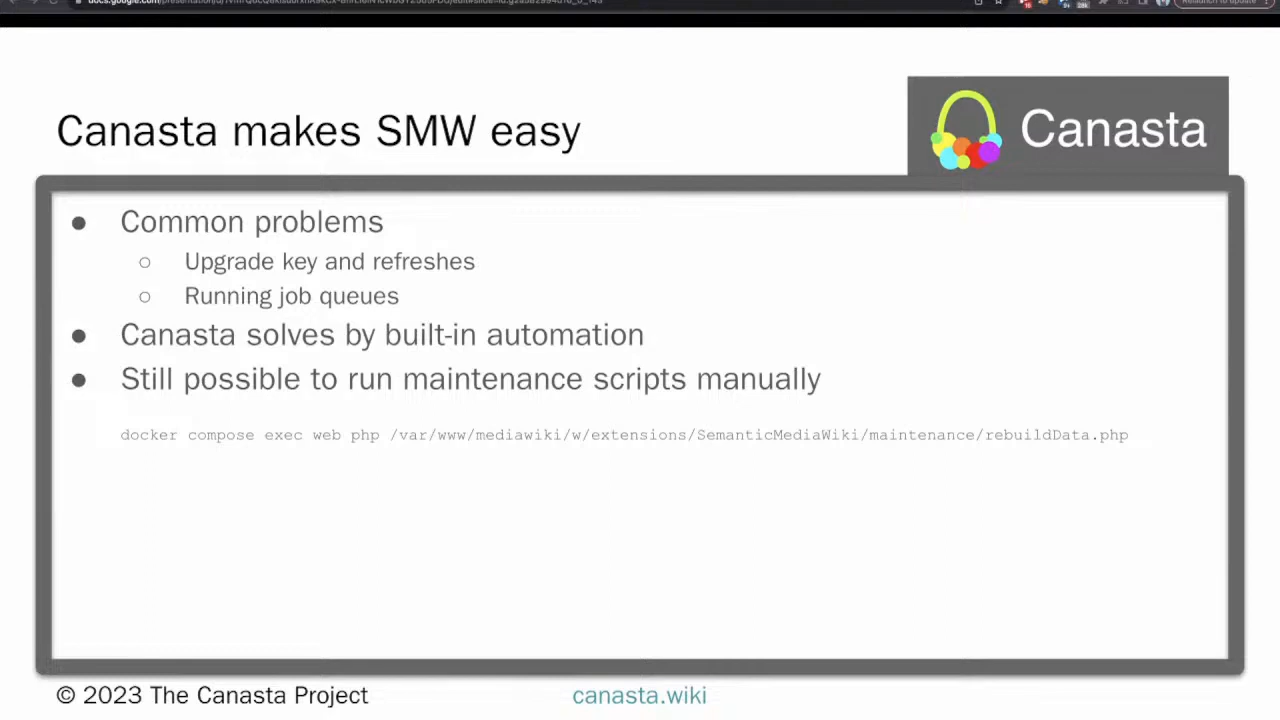 Canasta makes SMW easy
Canasta
● Common problems
○ Upgrade key and refreshes
○ Running job queues
● Canasta solves by built-in automation
● Still possible to run maintenance scripts manually
docker compose exec web php /var/www/mediawiki/w/extensions/SemanticMediaWiki/maintenance/rebuildData.php
© 2023 The Canasta Project
canasta.wiki